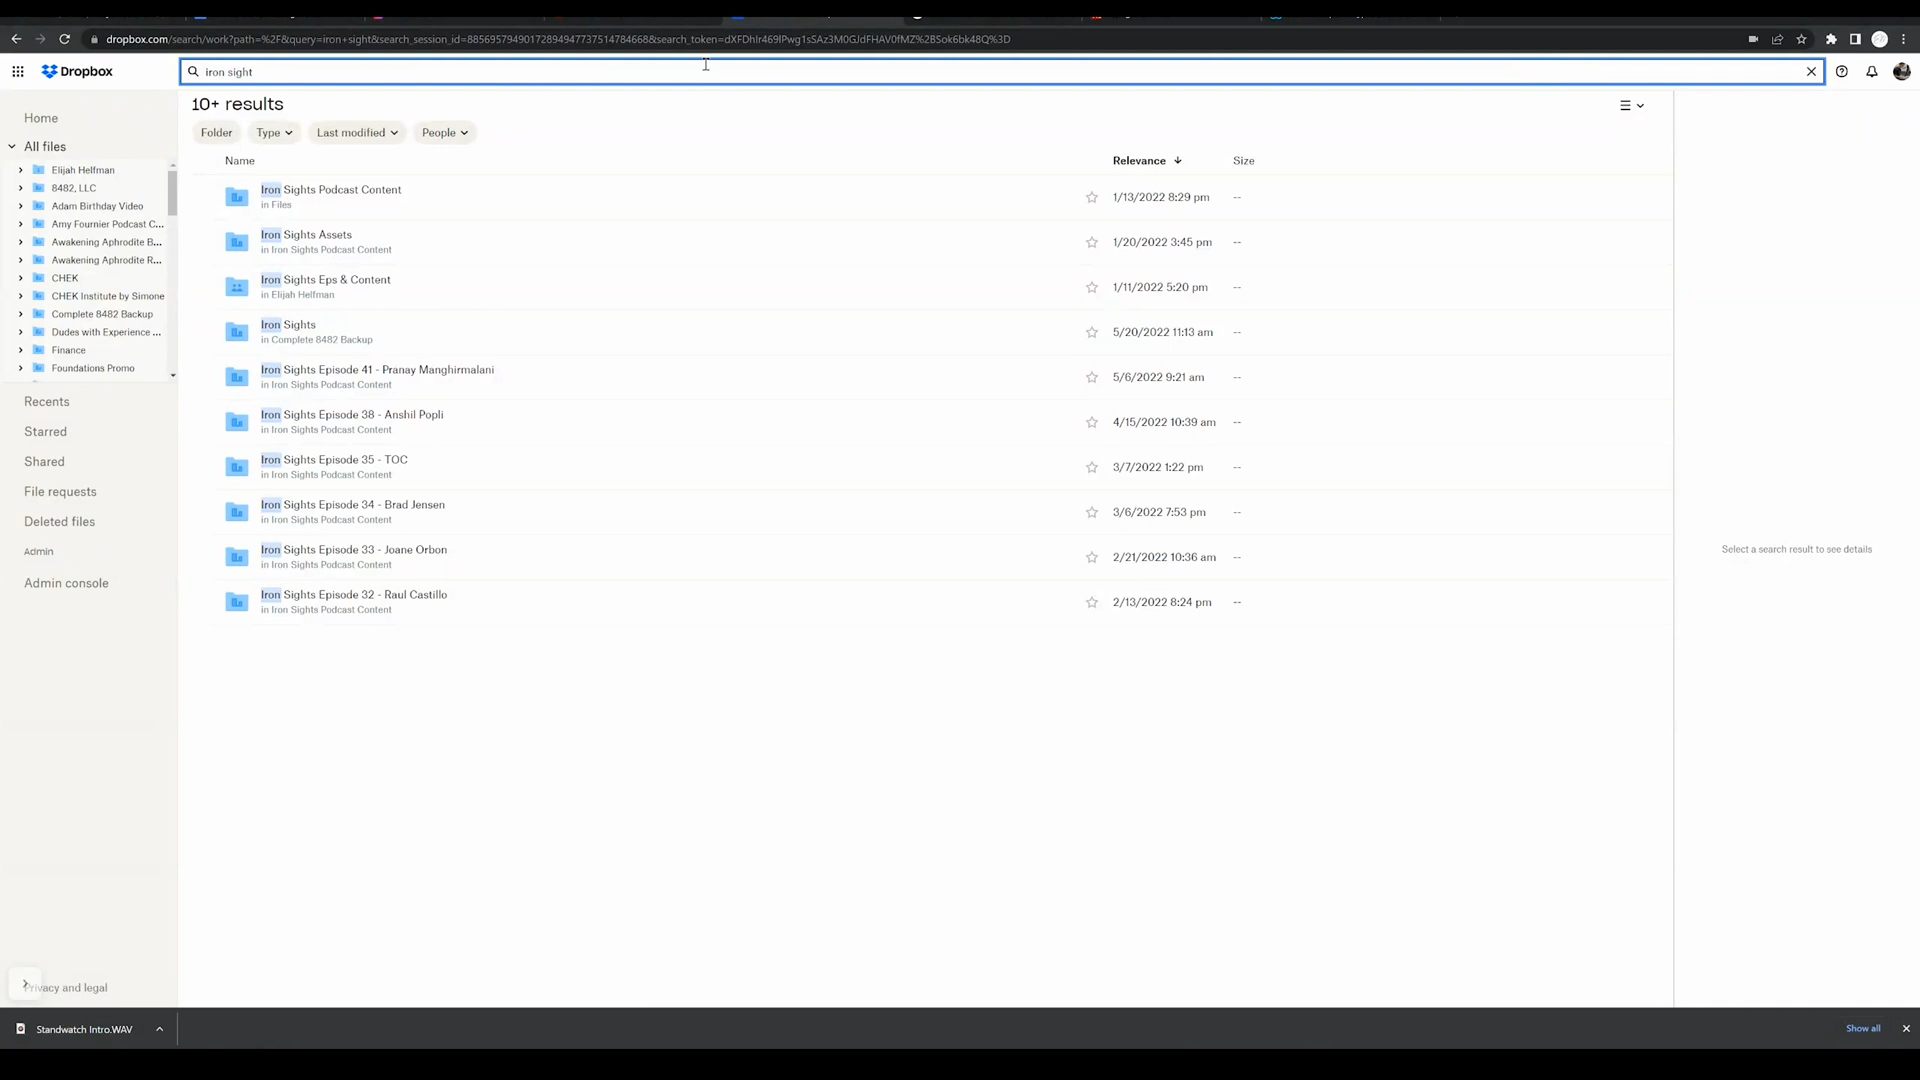 dropbox.com/search/work?path=%2F&query=iron+sight&search_session_id=88569579490172894947737514784668&search_token=dXFDhIr469lPwg1sSAz3M0GJdFHAV0fMZ%2BSok6bk48Q%3D
Dropbox
iron sight
10+ results
Folder
Type
Last modified
People
Name
Relevance
Size
Iron Sights Podcast Content
in Files
1/13/2022 8:29 pm
--
Iron Sights Assets
in Iron Sights Podcast Content
1/20/2022 3:45 pm
--
Iron Sights Eps & Content
in Elijah Helfman
1/11/2022 5:20 pm
--
Iron Sights
in Complete 8482 Backup
5/20/2022 11:13 am
--
Iron Sights Episode 41 - Pranay Manghirmalani
in Iron Sights Podcast Content
5/6/2022 9:21 am
--
Iron Sights Episode 38 - Anshil Popli
in Iron Sights Podcast Content
4/15/2022 10:39 am
--
Iron Sights Episode 35 - TOC
in Iron Sights Podcast Content
3/7/2022 1:22 pm
--
Iron Sights Episode 34 - Brad Jensen
in Iron Sights Podcast Content
3/6/2022 7:53 pm
--
Iron Sights Episode 33 - Joane Orbon
in Iron Sights Podcast Content
2/21/2022 10:36 am
--
Iron Sights Episode 32 - Raul Castillo
in Iron Sights Podcast Content
2/13/2022 8:24 pm
--
Home
All files
Elijah Helfman
8482, LLC
Adam Birthday Video
Amy Fournier Podcast C...
Awakening Aphrodite B...
Awakening Aphrodite R...
CHEK
CHEK Institute by Simone
Complete 8482 Backup
Dudes with Experience ...
Finance
Foundations Promo
Recents
Starred
Shared
File requests
Deleted files
Admin
Admin console
Privacy and legal
Select a search result to see details
Standwatch Intro.WAV
Show all